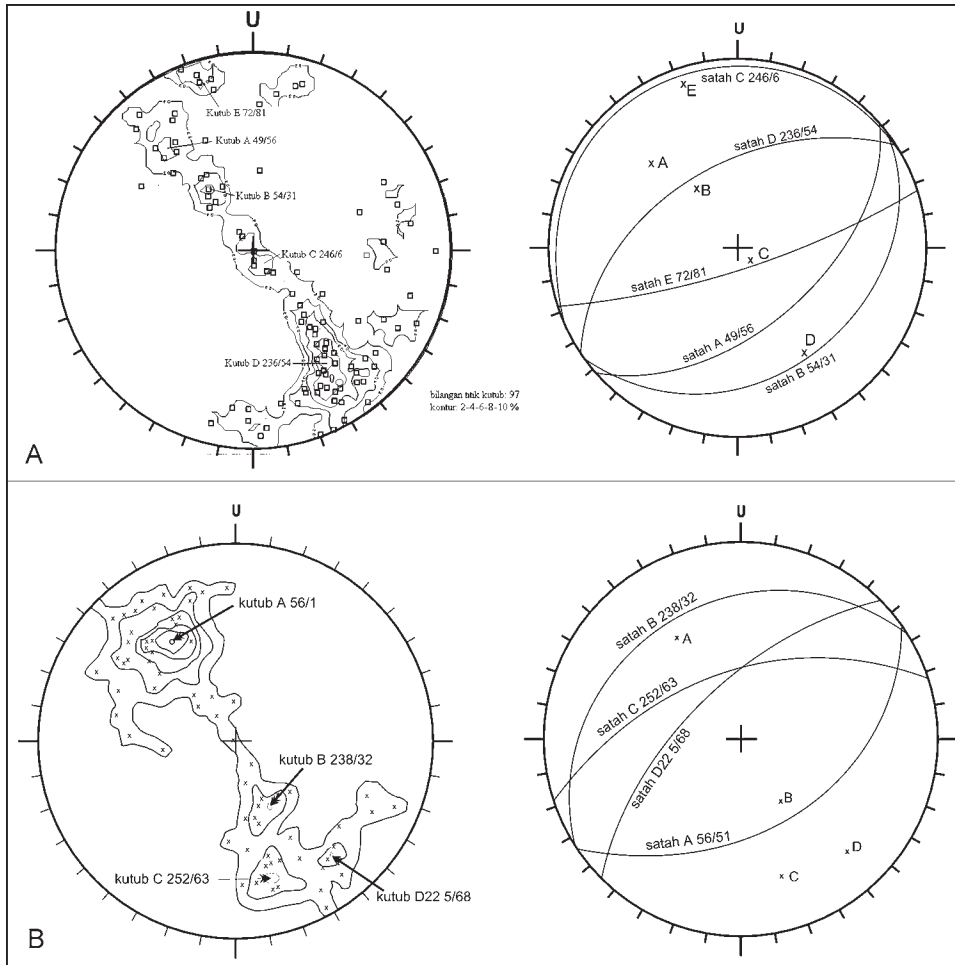 U
Kutub E 72/81
Kutub A 49/56
Kutub B 54/31
Kutub C 246/6
Kutub D 236/54
bilangan titik kutub: 97
kontur: 2-4-6-8-10 %
A
U
satah C 246/6
E
satah D 236/54
A
B
C
satah E 72/81
satah A 49/56
D
satah B 54/31
U
kutub A 56/1
kutub B 238/32
kutub C 252/63
kutub D22 5/68
B
U
satah B 238/32
A
satah C 252/63
satah D22 5/68
B
satah A 56/51
D
C